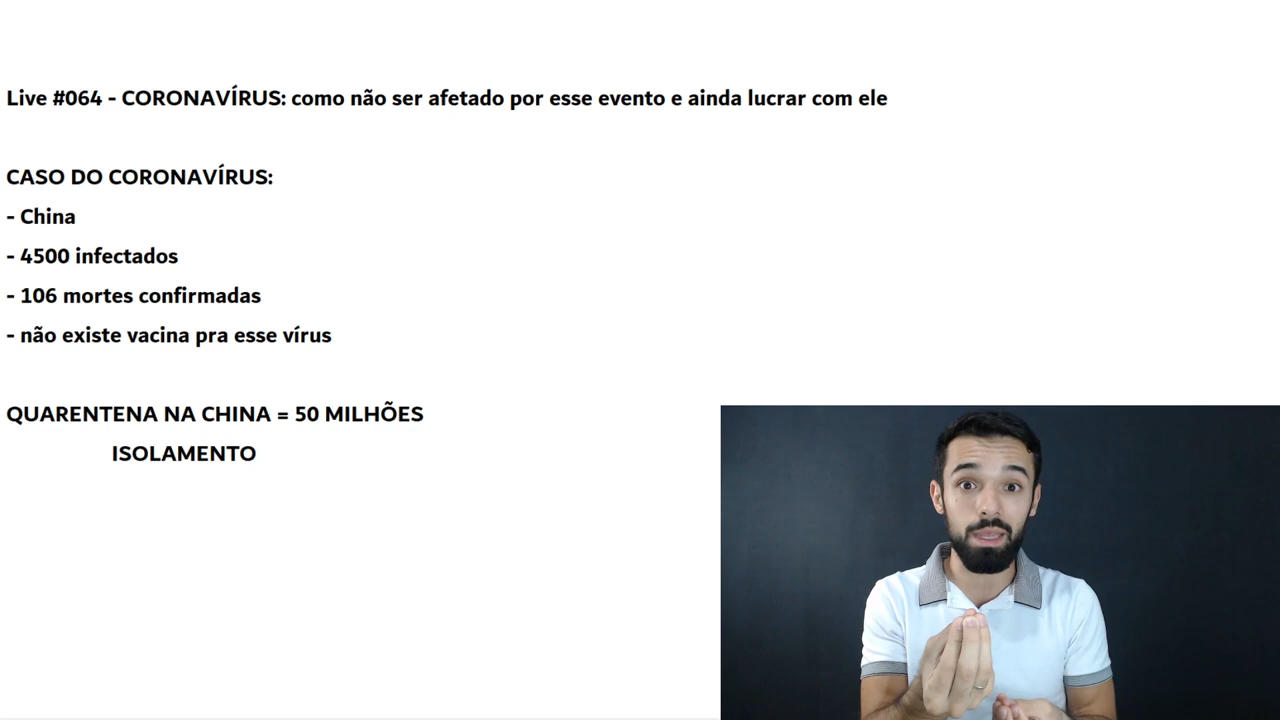 Live #064 - CORONAVÍRUS: como não ser afetado por esse evento e ainda lucrar com ele
CASO DO CORONAVÍRUS:
- China
- 4500 infectados
- 106 mortes confirmadas
- não existe vacina pra esse vírus
QUARENTENA NA CHINA = 50 MILHÕES
ISOLAMENTO